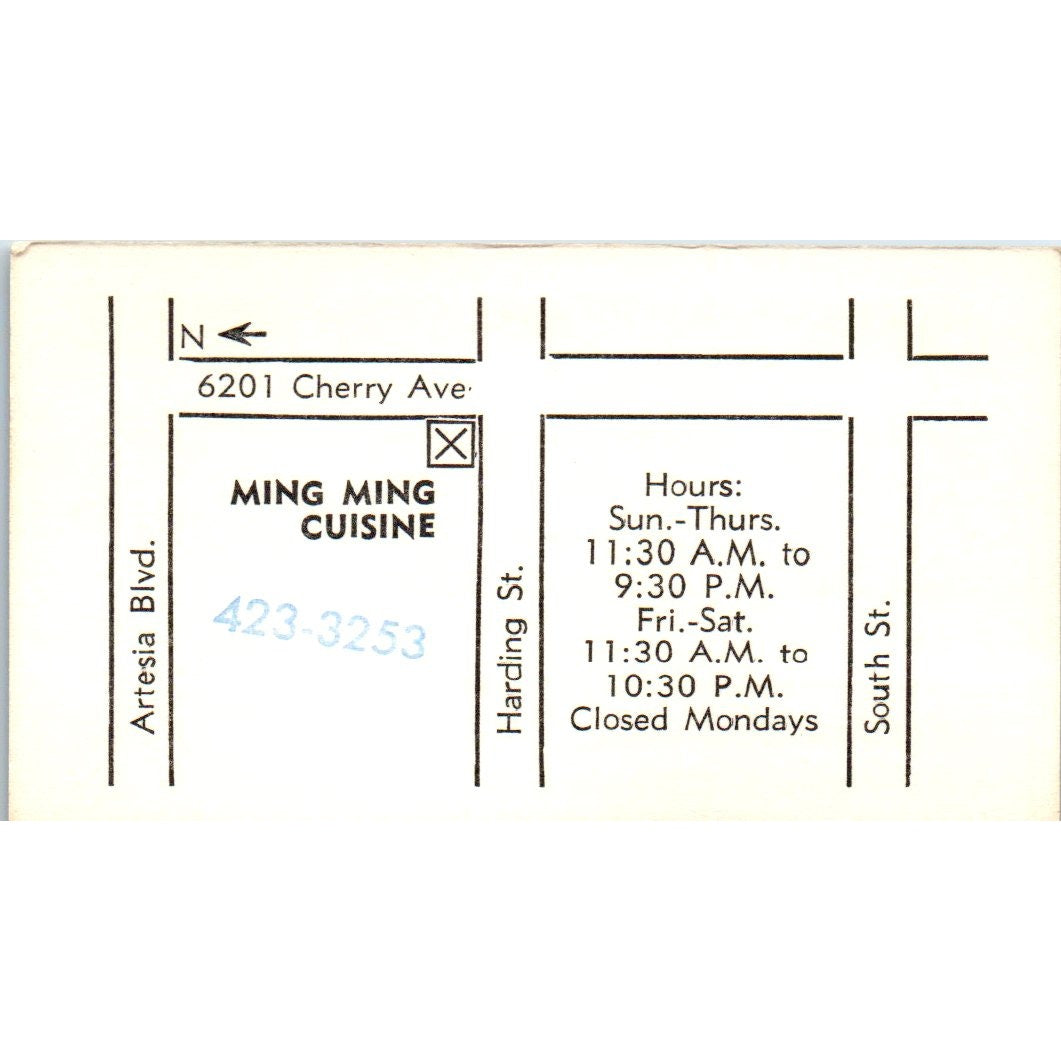 N
6201 Cherry Ave.
MING MING
CUISINE
423-3253
Artesia Blvd.
Harding St.
Hours:
Sun.-Thurs.
11:30 A.M. to
9:30 P.M.
Fri.-Sat.
11:30 A.M. to
10:30 P.M.
Closed Mondays
South St.